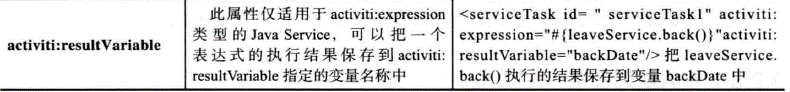 activiti:resultVariable
此属性仅适用于 activiti:expression
类型的 Java Service，可以把一个
表达式的执行结果保存到 activiti:
resultVariable 指定的变量名称中
<serviceTask id= " serviceTask1" activiti:
expression="#{leaveService.back()}"activiti:
resultVariable="backDate"/> 把 leaveService.
back() 执行的结果保存到变量 backDate 中